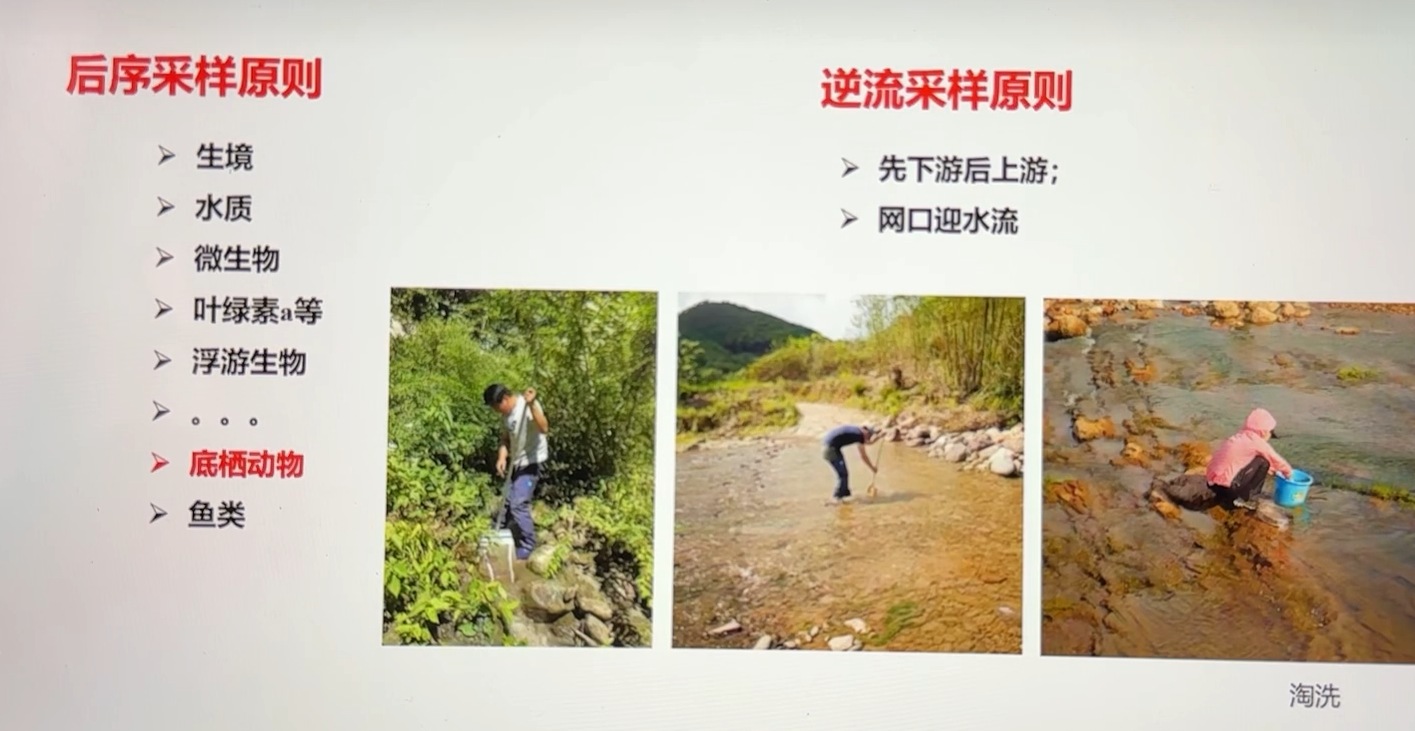 后序采样原则
➢ 生境
➢ 水质
➢ 微生物
➢ 叶绿素a等
➢ 浮游生物
➢ 。。。
➢ 底栖动物
➢ 鱼类
逆流采样原则
➢ 先下游后上游；
➢ 网口迎水流
淘洗